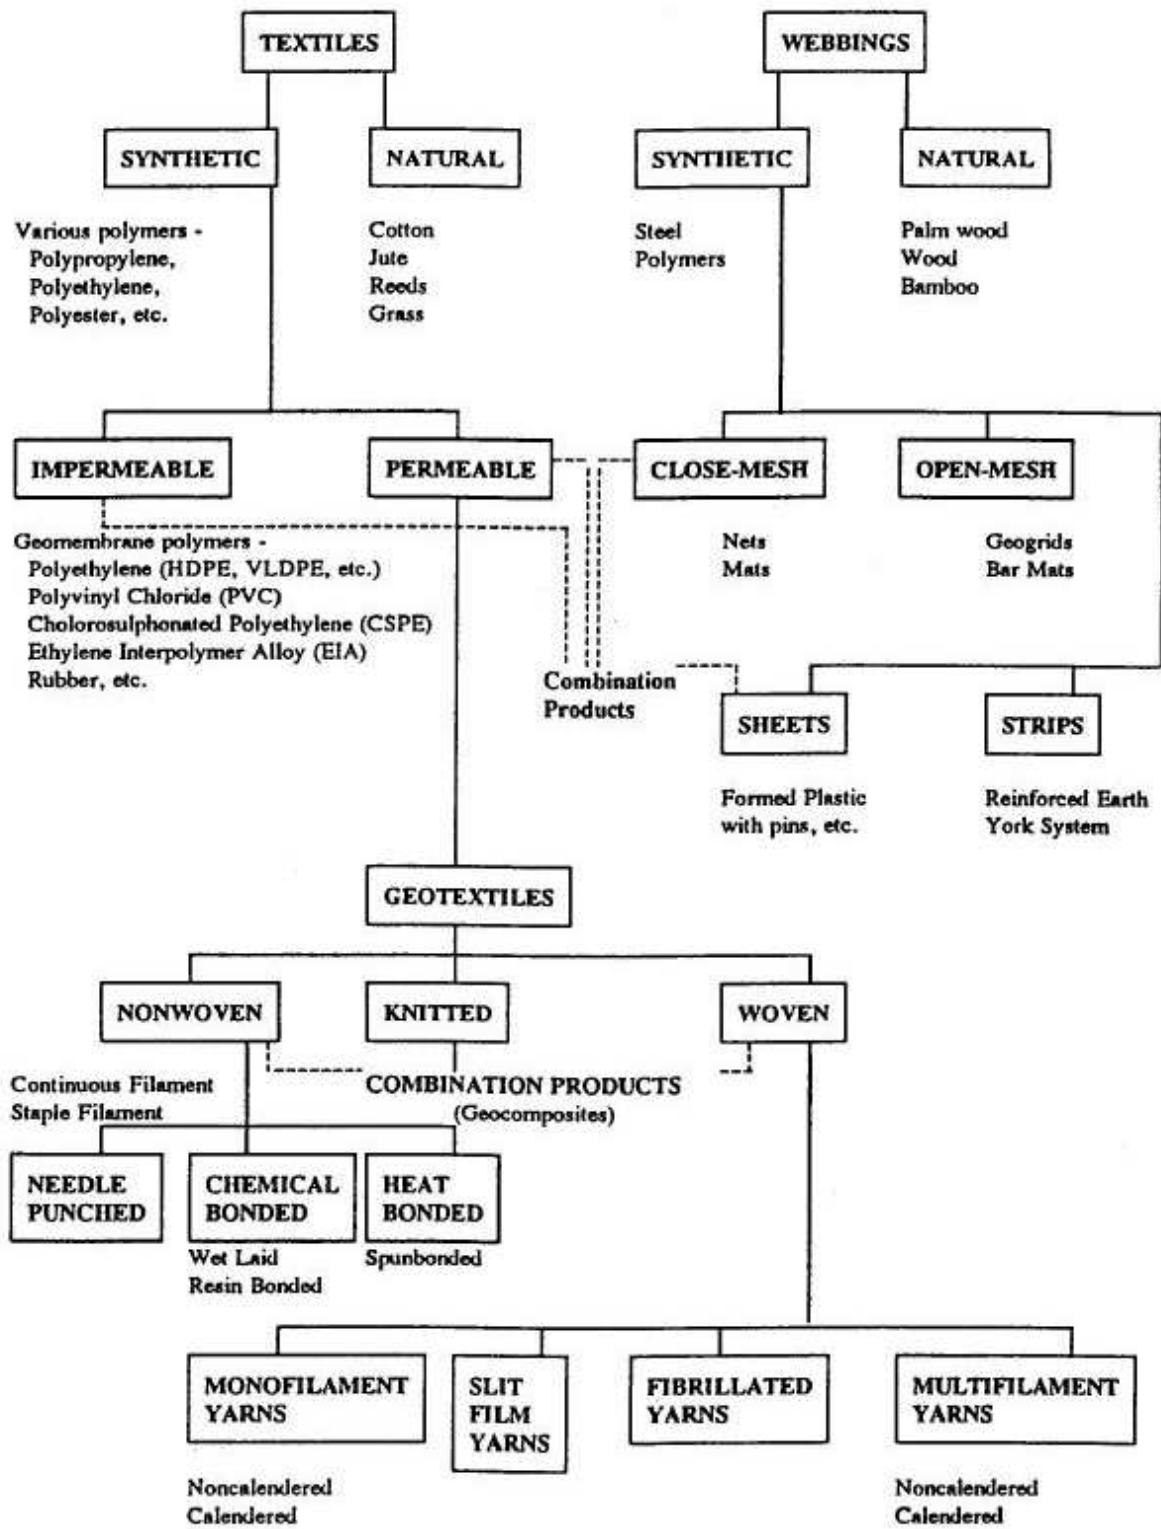 TEXTILES
WEBBINGS
SYNTHETIC
NATURAL
SYNTHETIC
NATURAL
Various polymers -
Polypropylene,
Polyethylene,
Polyester, etc.
Cotton
Jute
Reeds
Grass
Steel
Polymers
Palm wood
Wood
Bamboo
IMPERMEABLE
PERMEABLE
CLOSE-MESH
OPEN-MESH
Geomembrane polymers -
Polyethylene (HDPE, VLDPE, etc.)
Polyvinyl Chloride (PVC)
Cholorosulphonated Polyethylene (CSPE)
Ethylene Interpolymer Alloy (EIA)
Rubber, etc.
Nets
Mats
Geogrids
Bar Mats
Combination
Products
SHEETS
STRIPS
Formed Plastic
with pins, etc.
Reinforced Earth
York System
GEOTEXTILES
NONWOVEN
KNITTED
WOVEN
Continuous Filament
Staple Filament
COMBINATION PRODUCTS
(Geocomposites)
NEEDLE
PUNCHED
CHEMICAL
BONDED
HEAT
BONDED
Wet Laid
Resin Bonded
Spunbonded
MONOFILAMENT
YARNS
SLIT
FILM
YARNS
FIBRILLATED
YARNS
MULTIFILAMENT
YARNS
Noncalendered
Calendered
Noncalendered
Calendered